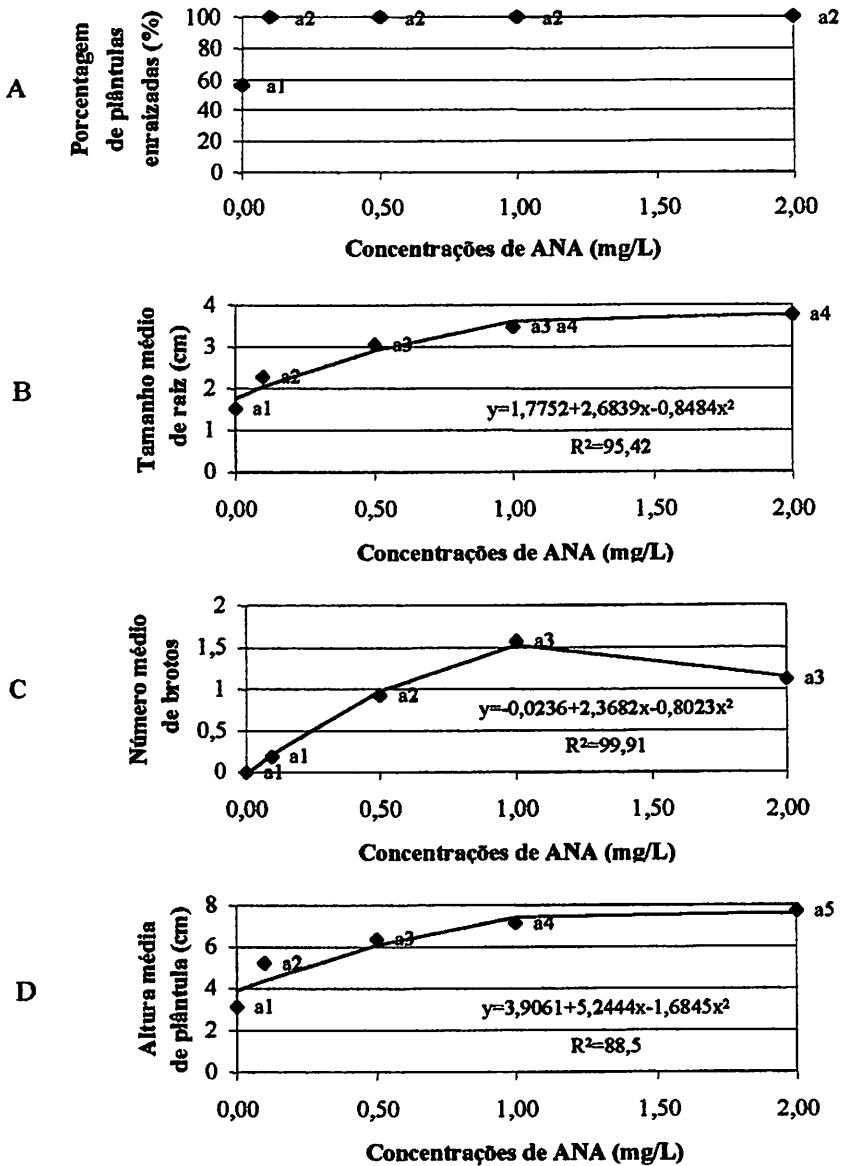 A
Porcentagem
de plântulas
enraizadas (%)
100
80
60
40
20
0
a1
a2
a2
a2
a2
0,00 0,50 1,00 1,50 2,00
Concentrações de ANA (mg/L)
B
Tamanho médio
de raiz (cm)
4
3
2
1
0
a1
a2
a3
a3 a4
a4
y=1,7752+2,6839x-0,8484x²
R²=95,42
0,00 0,50 1,00 1,50 2,00
Concentrações de ANA (mg/L)
C
Número médio
de brotos
2
1,5
1
0,5
0
a1
a1
a2
a3
a3
y=-0,0236+2,3682x-0,8023x²
R²=99,91
0,00 0,50 1,00 1,50 2,00
Concentrações de ANA (mg/L)
D
Altura média
de plântula (cm)
8
6
4
2
0
a1
a2
a3
a4
a5
y=3,9061+5,2444x-1,6845x²
R²=88,5
0,00 0,50 1,00 1,50 2,00
Concentrações de ANA (mg/L)